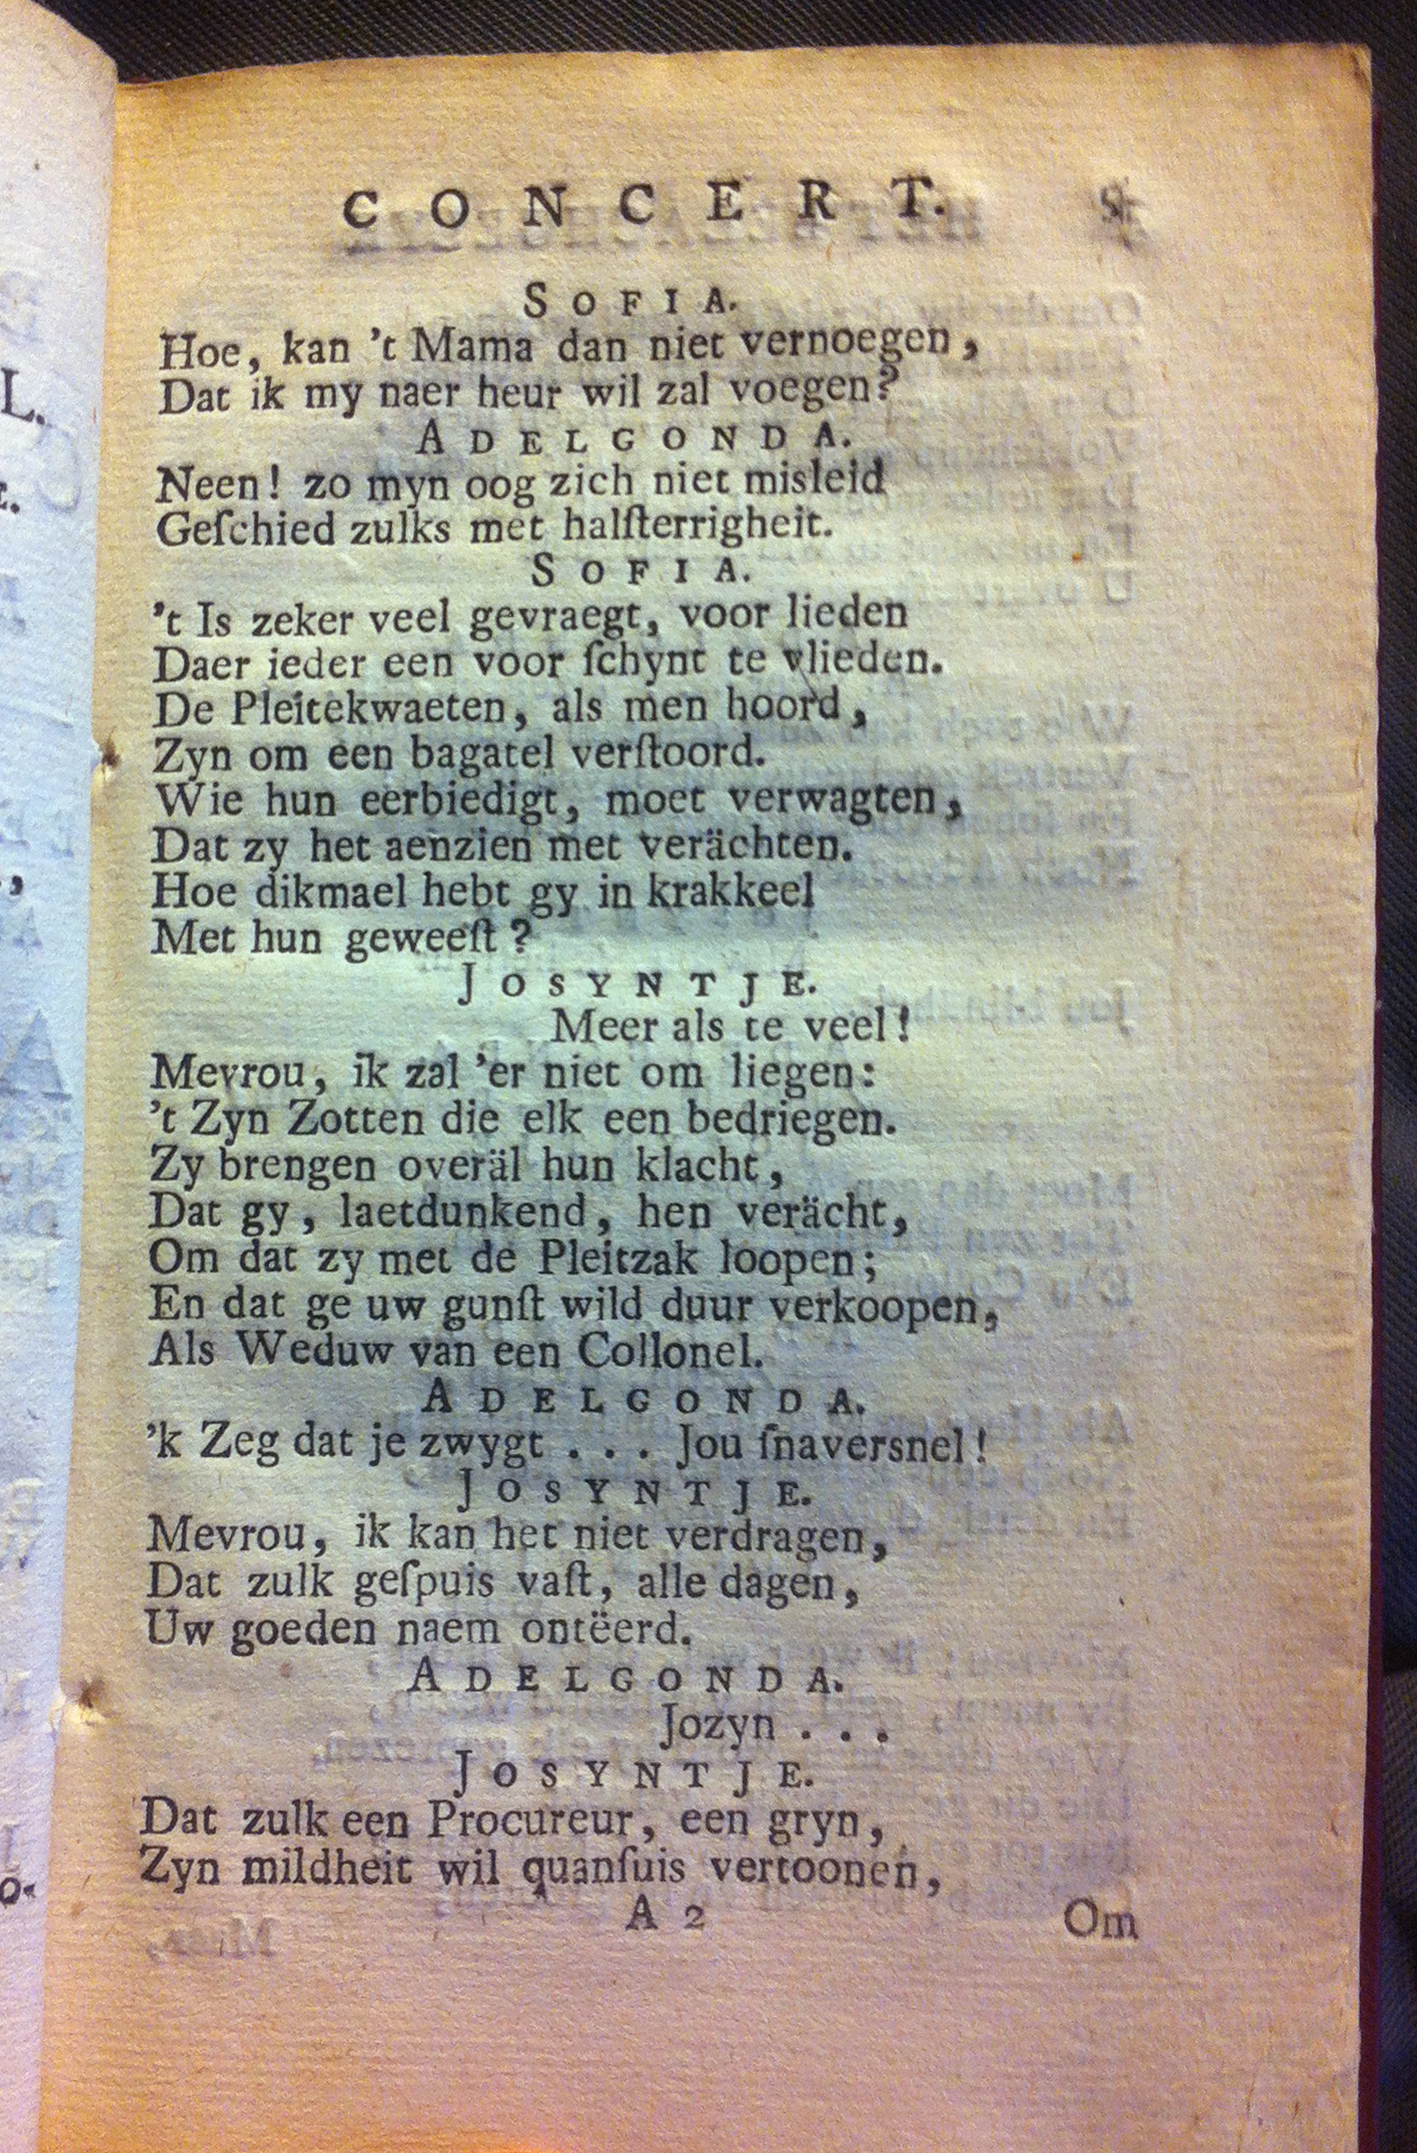 CONCERT. 5
SOFIA.
Hoe, kan 't Mama dan niet vernoegen,
Dat ik my naer heur wil zal voegen?
ADELGONDA.
Neen! zo myn oog zich niet misleid
Geſchied zulks met halſterrigheit.
SOFIA.
't Is zeker veel gevraegt, voor lieden
Daer ieder een voor ſchynt te vlieden.
De Pleitekwaeten, als men hoord,
Zyn om een bagatel verſtoord.
Wie hun eerbiedigt, moet verwagten,
Dat zy het aenzien met verächten.
Hoe dikmael hebt gy in krakkeel
Met hun geweeſt?
JOSYNTJE.
Meer als te veel!
Mevrou, ik zal 'er niet om liegen:
't Zyn Zotten die elk een bedriegen.
Zy brengen overäl hun klacht,
Dat gy, laetdunkend, hen verächt,
Om dat zy met de Pleitzak loopen;
En dat ge uw gunſt wild duur verkoopen,
Als Weduw van een Collonel.
ADELGONDA.
'k Zeg dat je zwygt . . . Jou ſnaversnel!
JOSYNTJE.
Mevrou, ik kan het niet verdragen,
Dat zulk geſpuis vaſt, alle dagen,
Uw goeden naem ontëerd.
ADELGONDA.
Jozyn . . .
JOSYNTJE.
Dat zulk een Procureur, een gryn,
Zyn mildheit wil quanſuis vertoonen,
A 2 Om